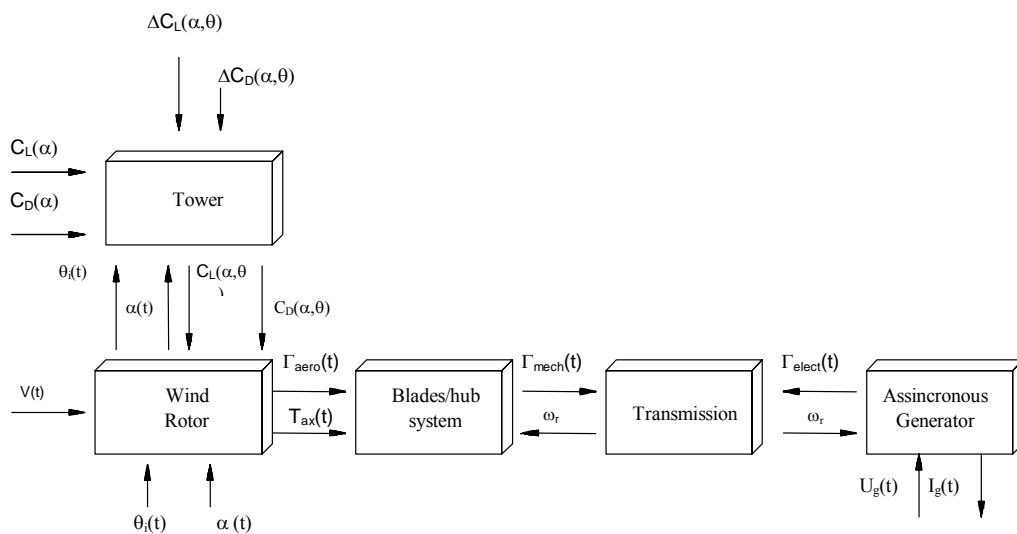 ΔC_L(α,θ)
ΔC_D(α,θ)
C_L(α)
C_D(α)
Tower
θ_i(t)
α(t)
C_L(α,θ
)
C_D(α,θ)
V(t)
Wind
Rotor
Γ_aero(t)
T_ax(t)
Blades/hub
system
Γ_mech(t)
ω_r
Transmission
Γ_elect(t)
ω_r
Assincronous
Generator
θ_i(t)
α (t)
U_g(t)
I_g(t)